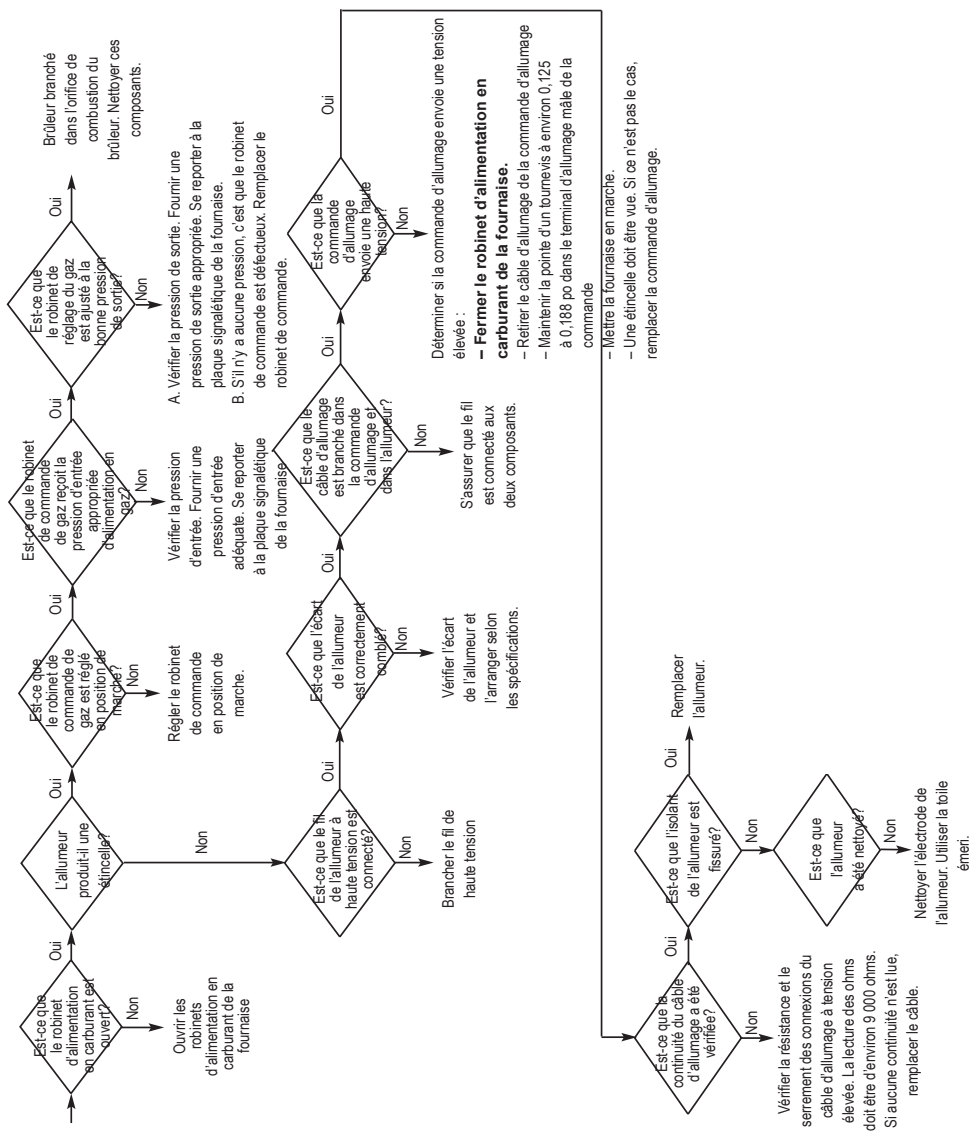 Est-ce que
le robinet
d'alimentation
en carburant est
ouvert?
Oui
Non
Ouvrir les
robinets
d'alimentation en
carburant de la
fournaise
L'allumeur
produit-il une
étincelle?
Oui
Non
Est-ce que
le robinet de
commande de
gaz est réglé
en position de
marche?
Oui
Non
Régler le robinet
de commande
en position de
marche.
Est-ce que le robinet
de commande
de gaz reçoit la
pression d'entrée
appropriée
d'alimentation en
gaz?
Oui
Non
Vérifier la pression
d'entrée. Fournir une
pression d'entrée
adéquate. Se reporter
à la plaque signalétique
de la fournaise
Est-ce que
le robinet de
réglage du gaz
est ajusté à la
bonne pression
de sortie?
Oui
Non
A. Vérifier la pression de sortie. Fournir une
pression de sortie appropriée. Se reporter à la
plaque signalétique de la fournaise.
B. S'il n'y a aucune pression, c'est que le robinet
de commande est défectueux. Remplacer le
robinet de commande.
Brûleur branché
dans l'orifice de
combustion du
brûleur. Nettoyer ces
composants.
Est-ce que le fil
de l'allumeur à
haute tension est
connecté?
Oui
Non
Brancher le fil de
haute tension
Est-ce que l'écart
de l'allumeur
est correctement
comblé?
Oui
Non
Vérifier l'écart
de l'allumeur et
l'arranger selon
les spécifications.
Est-ce que le
câble d'allumage
est branché dans
la commande
d'allumage et
dans l'allumeur?
Oui
Non
S'assurer que le fil
est connecté aux
deux composants.
Est-ce que la
commande
d'allumage
envoie une haute
tension?
Oui
Non
Déterminer si la commande d'allumage envoie une tension
élevée :
– Fermer le robinet d'alimentation en
carburant de la fournaise.
– Retirer le câble d'allumage de la commande d'allumage
– Maintenir la pointe d'un tournevis à environ 0,125
à 0,188 po dans le terminal d'allumage mâle de la
commande
– Mettre la fournaise en marche.
– Une étincelle doit être vue. Si ce n'est pas le cas,
remplacer la commande d'allumage.
Est-ce que la
continuité du câble
d'allumage a été
vérifiée?
Oui
Non
Vérifier la résistance et le
serrement des connexions du
câble d'allumage à tension
élevée. La lecture des ohms
doit être d'environ 9 000 ohms.
Si aucune continuité n'est lue,
remplacer le câble.
Est-ce que l'isolant
de l'allumeur est
fissuré?
Oui
Remplacer
l'allumeur.
Non
Est-ce que
l'allumeur
a été nettoyé?
Non
Nettoyer l'électrode de
l'allumeur. Utiliser la toile
émeri.